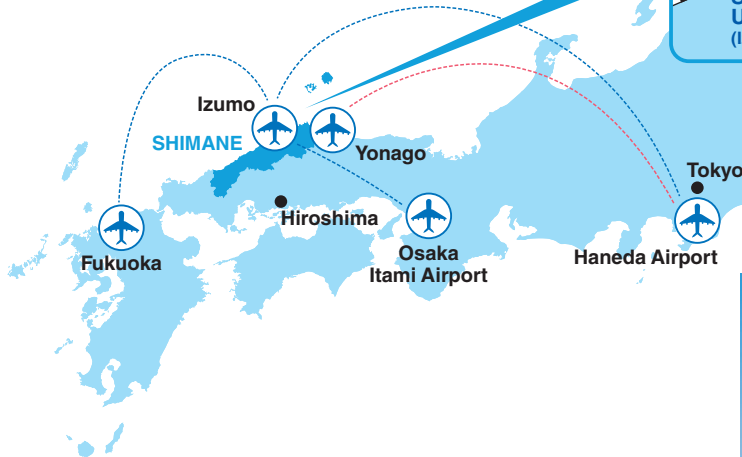 U
(I
Izumo
SHIMANE
Yonago
Tokyo
Hiroshima
Fukuoka
Osaka
Itami Airport
Haneda Airport